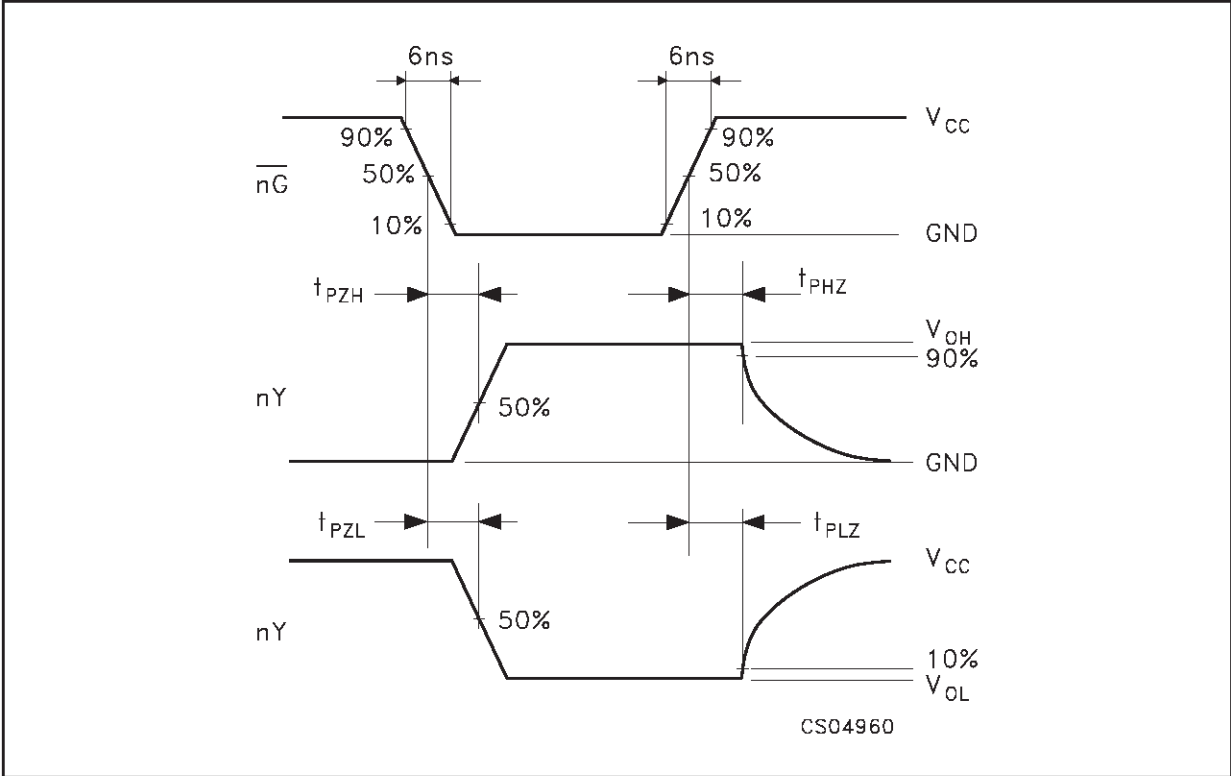 6ns 6ns
V_CC
90% 90%
n̅G̅ 50% 50%
10% 10%
GND
t_PZH t_PHZ
V_OH
90%
nY 50%
GND
t_PZL t_PLZ
V_CC
nY 50%
10%
V_OL
CS04960